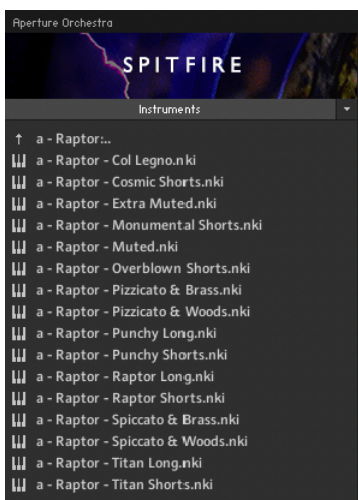 Aperture Orchestra
SPITFIRE
Instruments
a - Raptor:..
a - Raptor - Col Legno.nki
a - Raptor - Cosmic Shorts.nki
a - Raptor - Extra Muted.nki
a - Raptor - Monumental Shorts.nki
a - Raptor - Muted.nki
a - Raptor - Overblown Shorts.nki
a - Raptor - Pizzicato & Brass.nki
a - Raptor - Pizzicato & Woods.nki
a - Raptor - Punchy Long.nki
a - Raptor - Punchy Shorts.nki
a - Raptor - Raptor Long.nki
a - Raptor - Raptor Shorts.nki
a - Raptor - Spiccato & Brass.nki
a - Raptor - Spiccato & Woods.nki
a - Raptor - Titan Long.nki
a - Raptor - Titan Shorts.nki